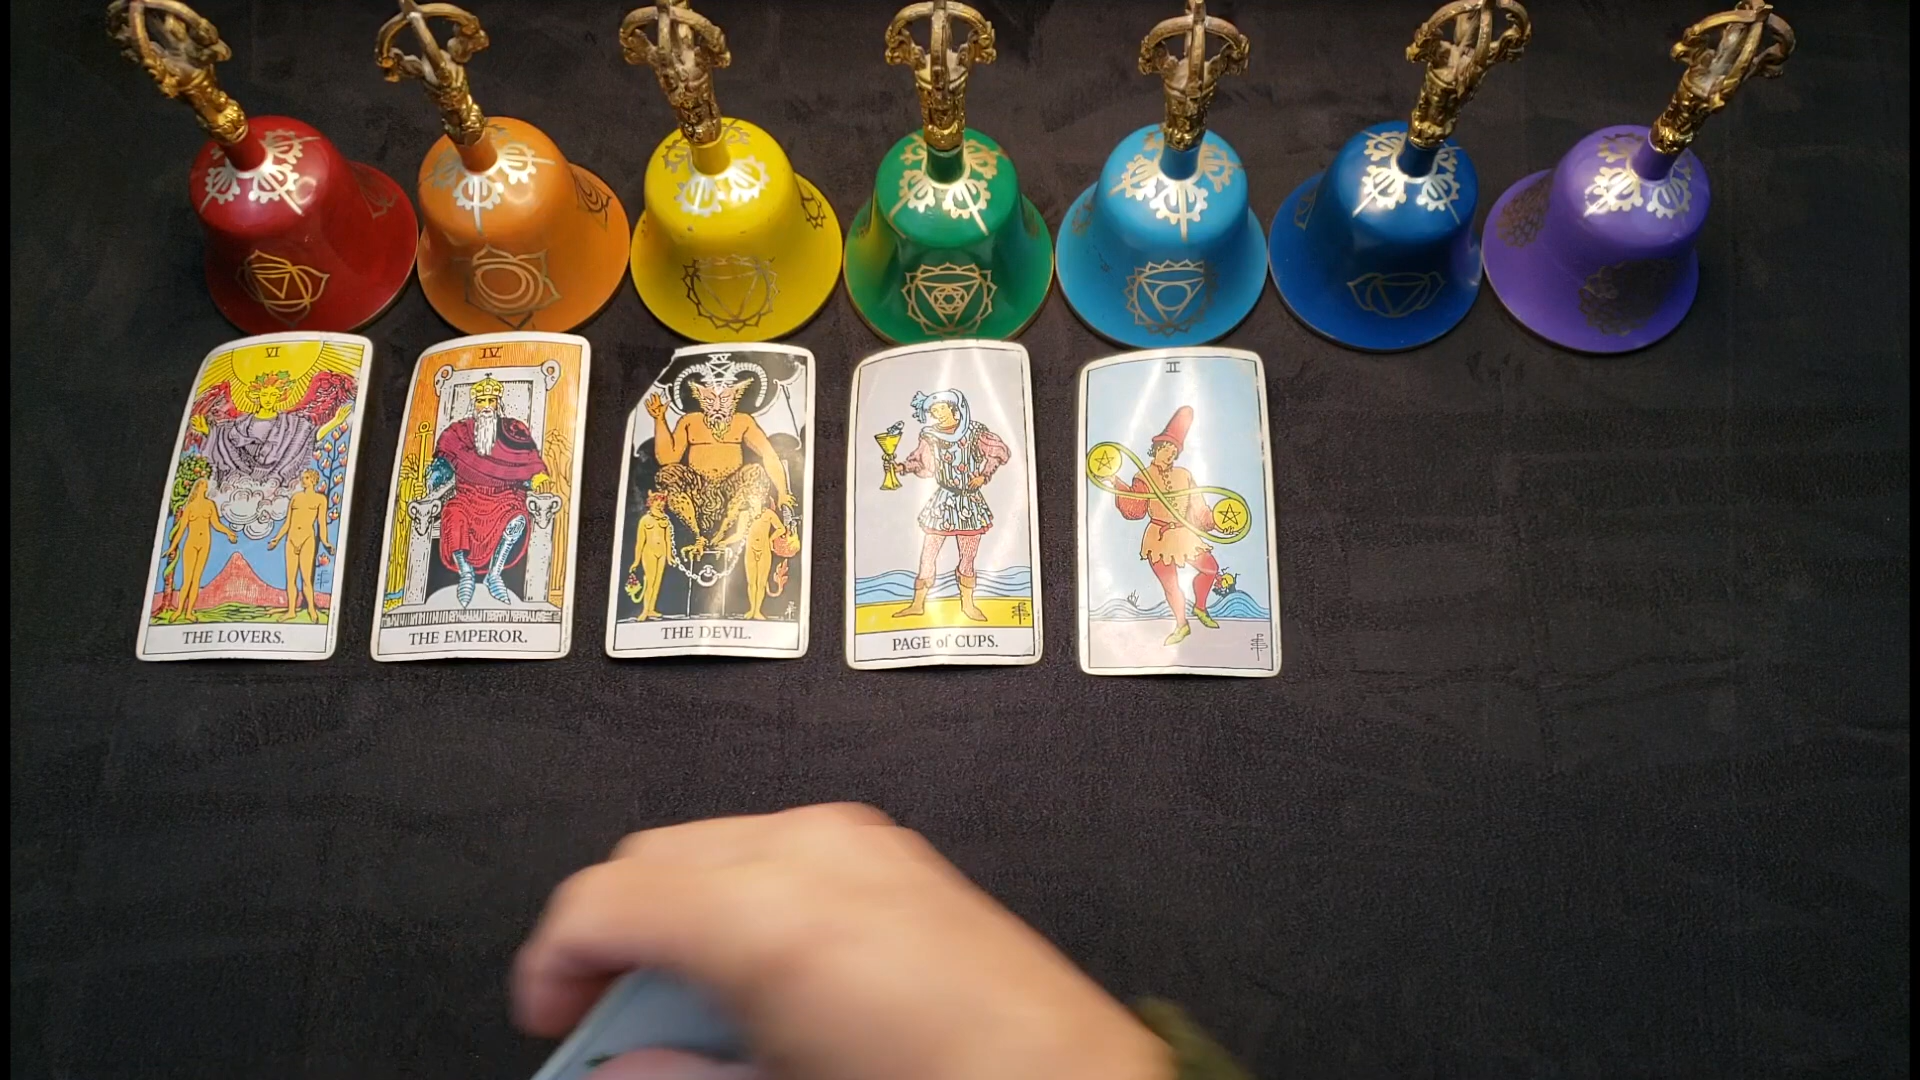 VI
THE LOVERS.
IV
THE EMPEROR.
XV
THE DEVIL.
PAGE of CUPS.
II